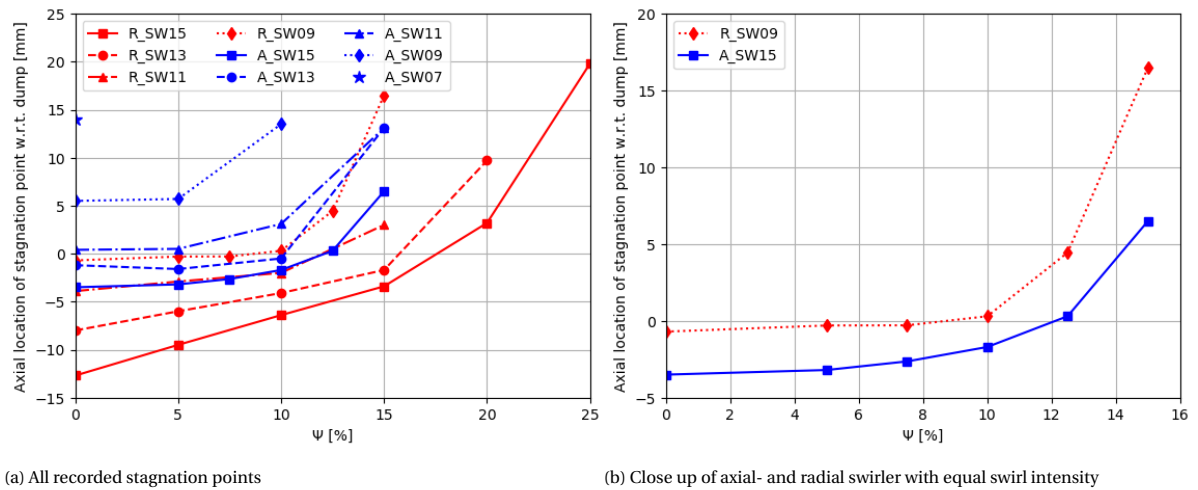 Axial location of stagnation point w.r.t. dump [mm]
25
20
15
10
5
0
−5
−10
−15
R_SW15
R_SW13
R_SW11
R_SW09
A_SW15
A_SW13
A_SW11
A_SW09
A_SW07
0 5 10 15 20 25
Ψ [%]
(a) All recorded stagnation points
Axial location of stagnation point w.r.t. dump [mm]
20
15
10
5
0
−5
R_SW09
A_SW15
0 2 4 6 8 10 12 14 16
Ψ [%]
(b) Close up of axial- and radial swirler with equal swirl intensity